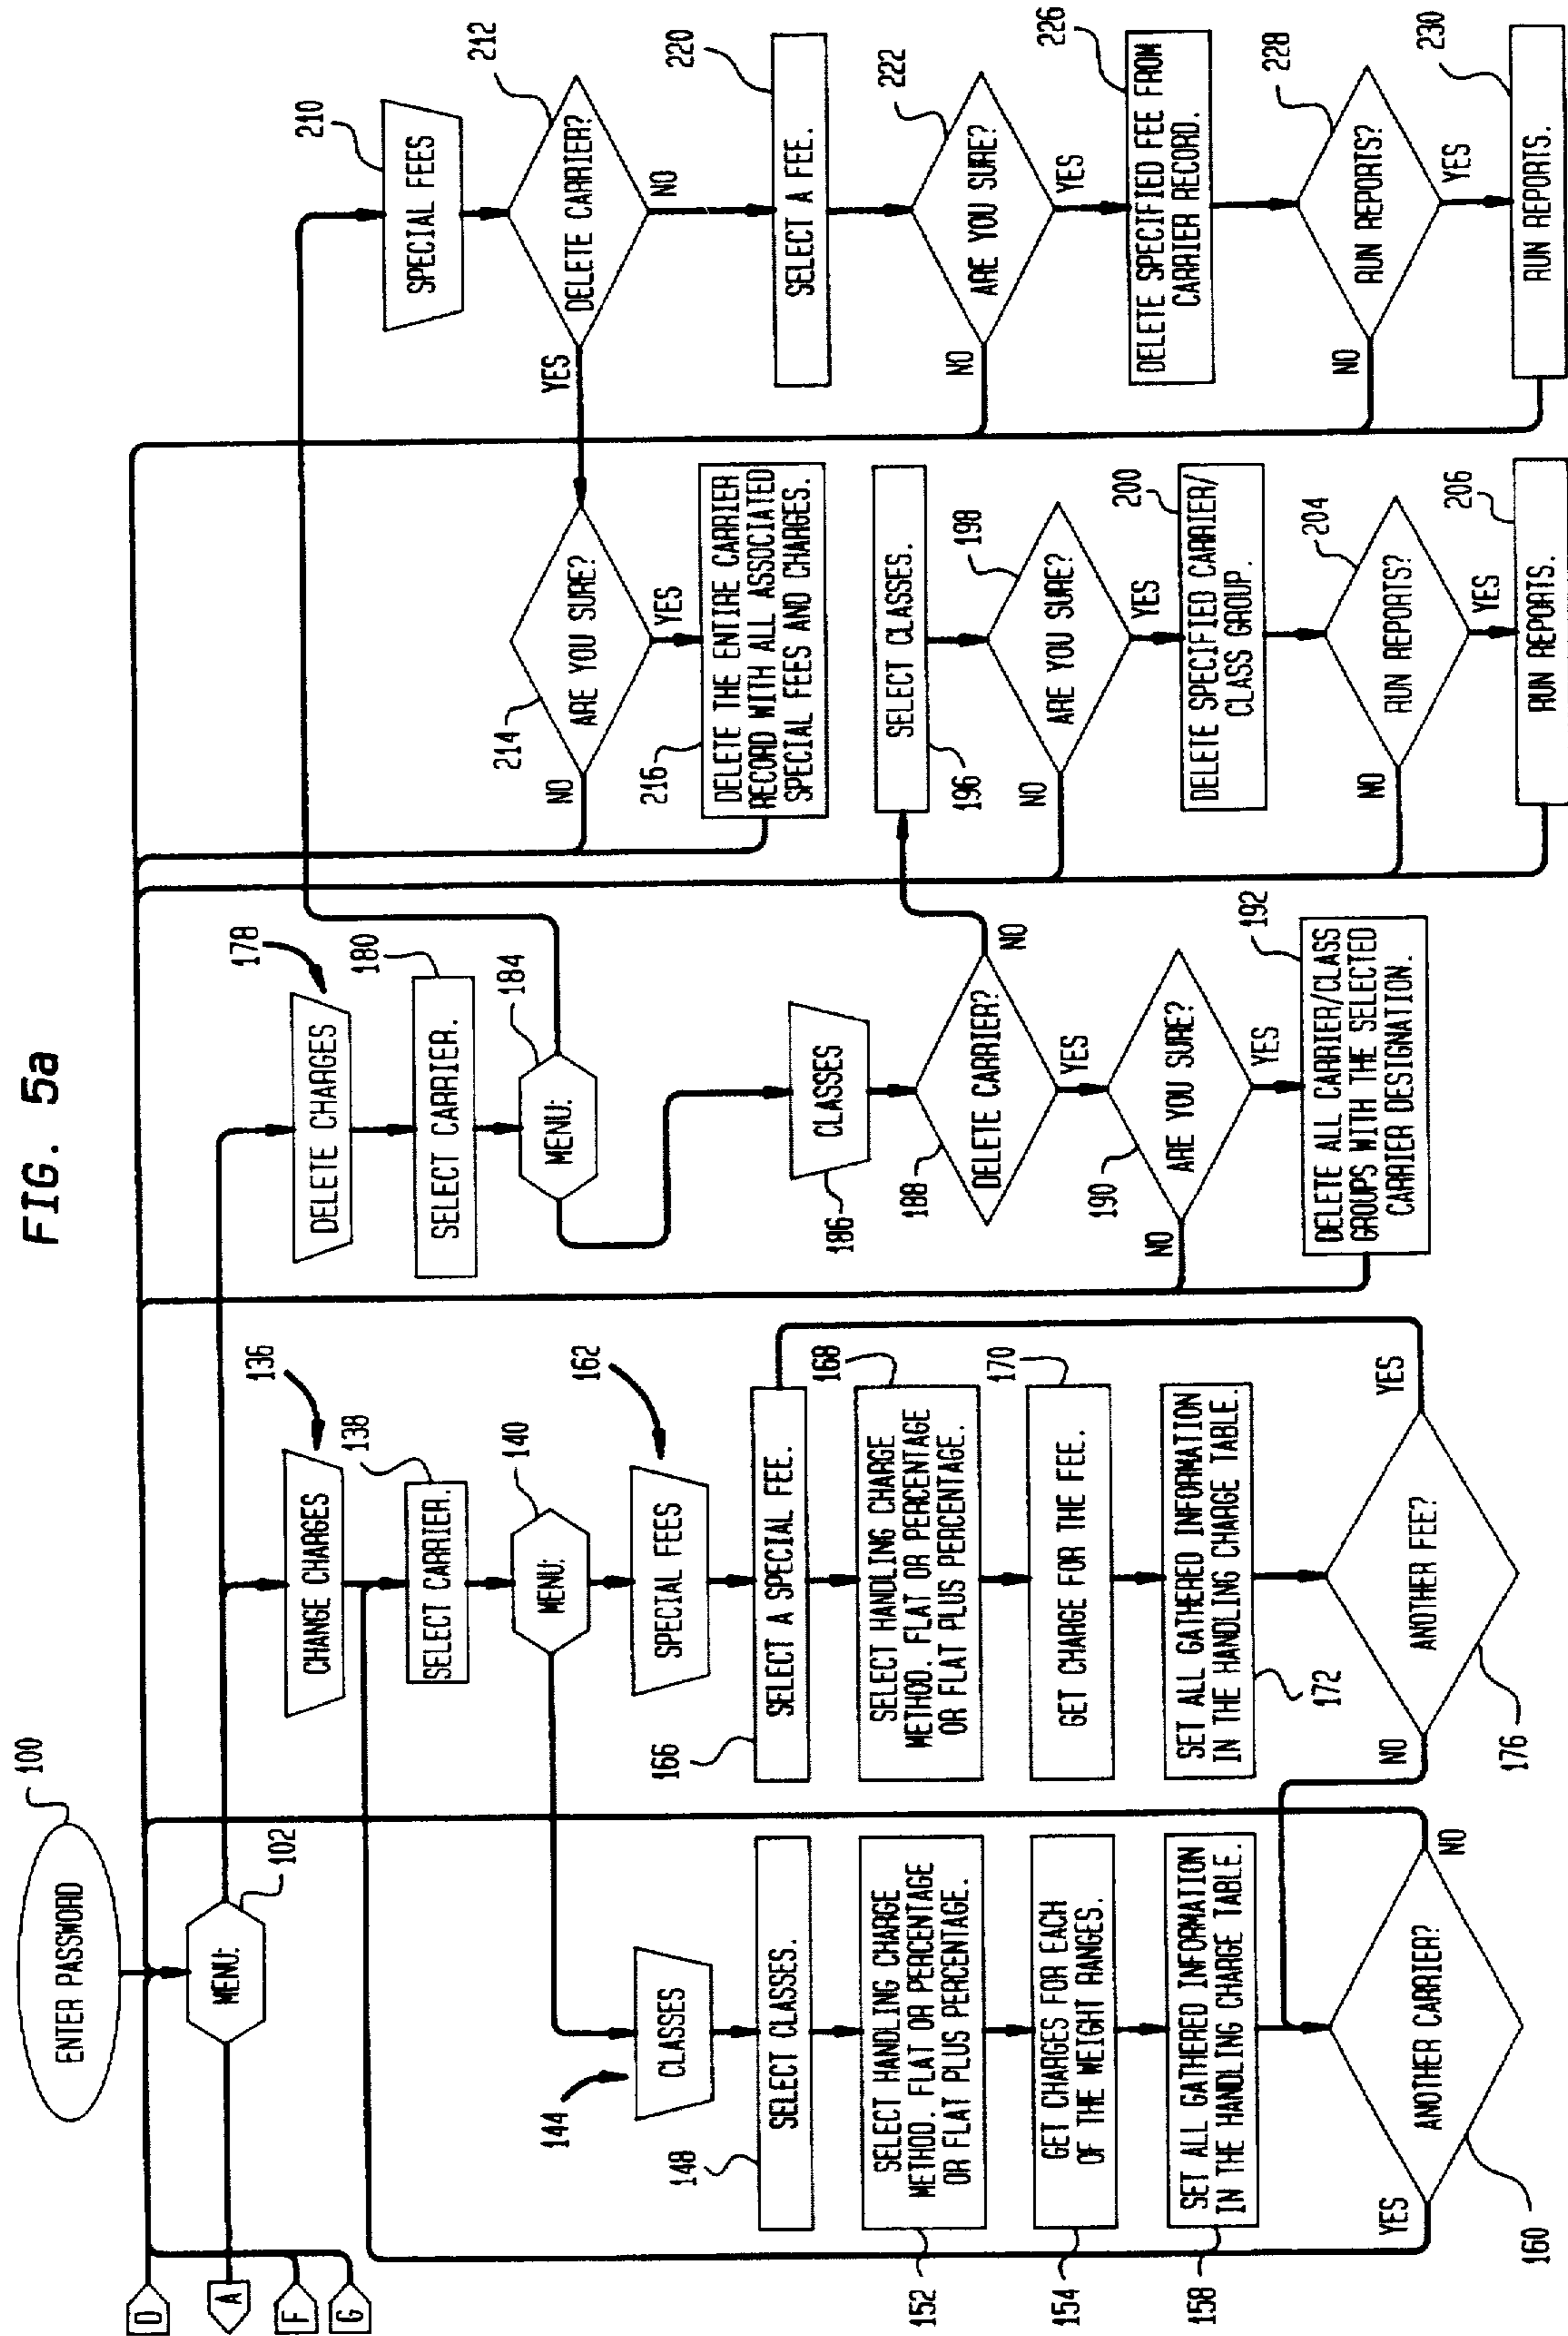 FIG. 5a
ENTER PASSWORD
100
MENU:
102
D
A
F
G
CHANGE CHARGES
136
SELECT CARRIER.
138
MENU:
140
CLASSES
144
SELECT CLASSES.
148
SELECT HANDLING CHARGE
METHOD. FLAT OR PERCENTAGE
OR FLAT PLUS PERCENTAGE.
152
GET CHARGES FOR EACH
OF THE WEIGHT RANGES.
154
SET ALL GATHERED INFORMATION
IN THE HANDLING CHARGE TABLE.
158
ANOTHER CARRIER?
YES
NO
160
SPECIAL FEES
162
SELECT A SPECIAL FEE.
166
SELECT HANDLING CHARGE
METHOD. FLAT OR PERCENTAGE
OR FLAT PLUS PERCENTAGE.
168
GET CHARGE FOR THE FEE.
170
SET ALL GATHERED INFORMATION
IN THE HANDLING CHARGE TABLE.
172
ANOTHER FEE?
NO
YES
176
DELETE CHARGES
178
SELECT CARRIER.
180
MENU:
184
CLASSES
186
DELETE CARRIER?
188
NO
YES
ARE YOU SURE?
190
NO
YES
DELETE ALL CARRIER/CLASS
GROUPS WITH THE SELECTED
CARRIER DESIGNATION.
192
SELECT CLASSES.
196
ARE YOU SURE?
198
NO
YES
DELETE SPECIFIED CARRIER/
CLASS GROUP.
200
RUN REPORTS?
204
NO
YES
RUN REPORTS.
206
SPECIAL FEES
210
DELETE CARRIER?
212
YES
NO
ARE YOU SURE?
214
NO
YES
DELETE THE ENTIRE CARRIER
RECORD WITH ALL ASSOCIATED
SPECIAL FEES AND CHARGES.
216
SELECT A FEE.
220
ARE YOU SURE?
222
NO
YES
DELETE SPECIFIED FEE FROM
CARRIER RECORD.
226
RUN REPORTS?
228
NO
YES
RUN REPORTS.
230